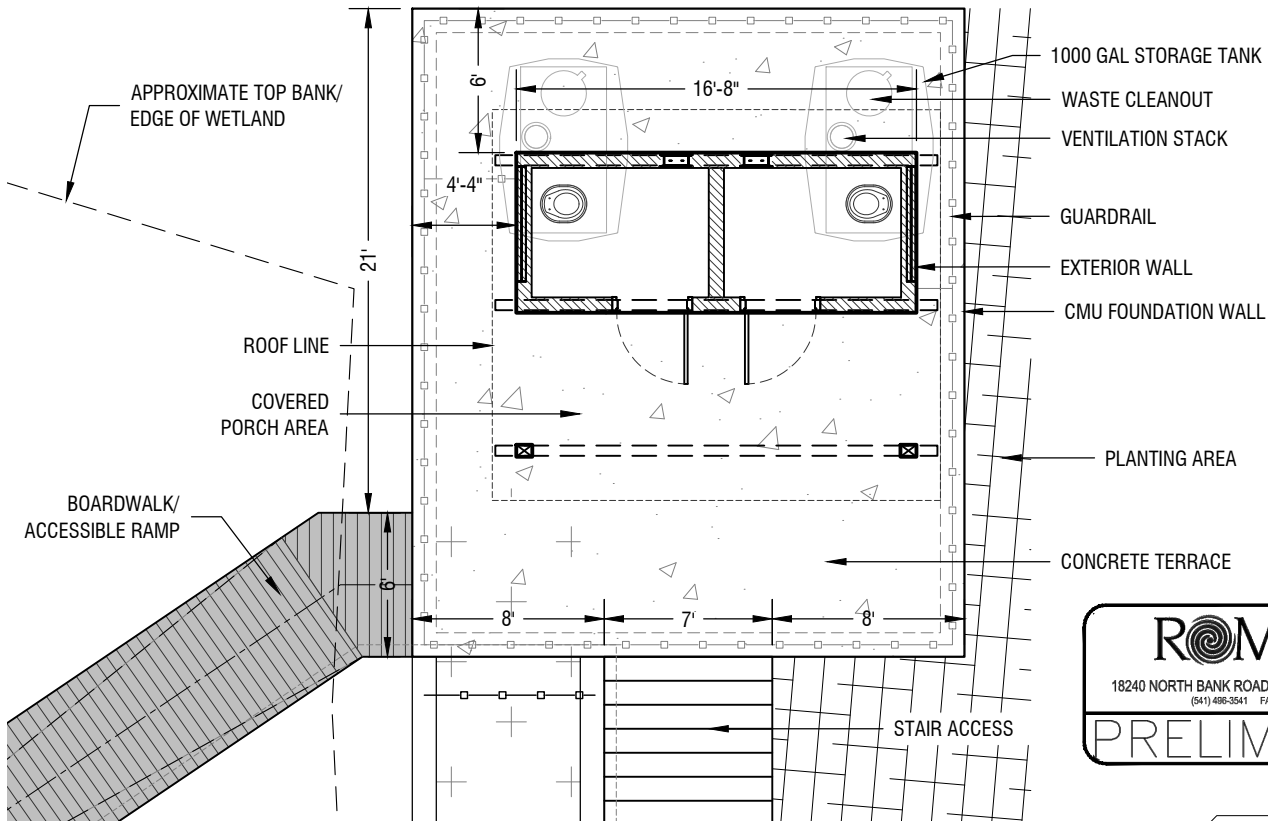 APPROXIMATE TOP BANK/
EDGE OF WETLAND
6'
16'-8"
1000 GAL STORAGE TANK
WASTE CLEANOUT
VENTILATION STACK
4'-4"
GUARDRAIL
21'
EXTERIOR WALL
CMU FOUNDATION WALL
ROOF LINE
COVERED
PORCH AREA
PLANTING AREA
BOARDWALK/
ACCESSIBLE RAMP
CONCRETE TERRACE
6'
8'
7'
8'
STAIR ACCESS
18240 NORTH BANK ROAD
(541) 496-3541